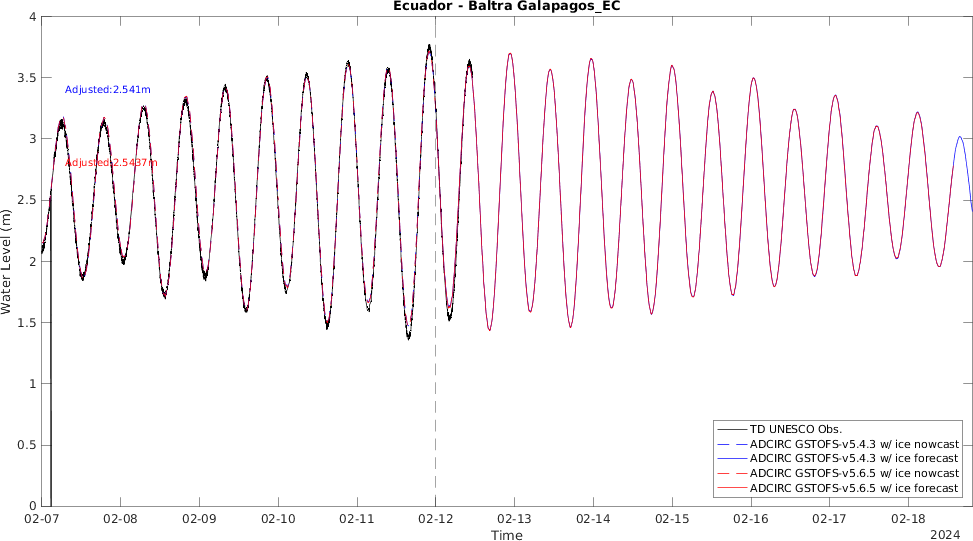 Ecuador - Baltra Galapagos_EC
Water Level (m)
4
3.5
3
2.5
2
1.5
1
0.5
0
Adjusted:2.541m
Adjusted:2.5437m
TD UNESCO Obs.
ADCIRC GSTOFS-v5.4.3 w/ ice nowcast
ADCIRC GSTOFS-v5.4.3 w/ ice forecast
ADCIRC GSTOFS-v5.6.5 w/ ice nowcast
ADCIRC GSTOFS-v5.6.5 w/ ice forecast
02-07 02-08 02-09 02-10 02-11 02-12 02-13 02-14 02-15 02-16 02-17 02-18
Time
2024